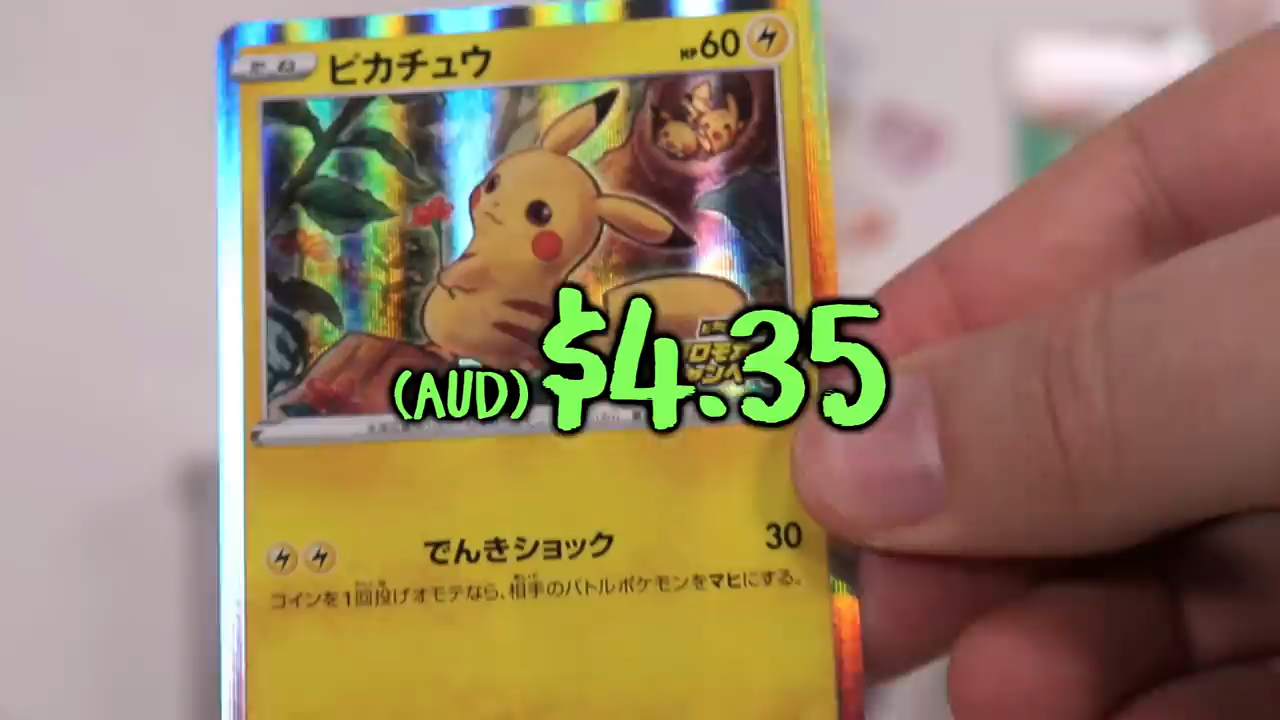 たね ピカチュウ HP60
(AUD) $4.35
でんきショック 30
コインを1回投げオモテなら、相手のバトルポケモンをマヒにする。